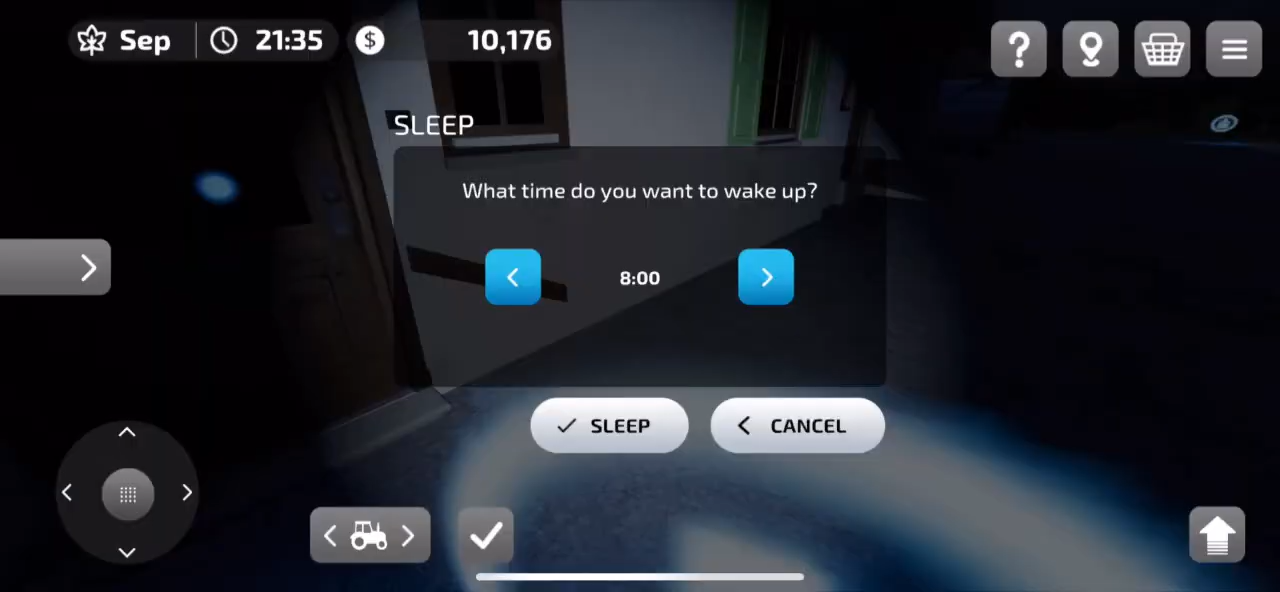 Sep 21:35 $ 10,176
?
SLEEP
What time do you want to wake up?
8:00
SLEEP CANCEL